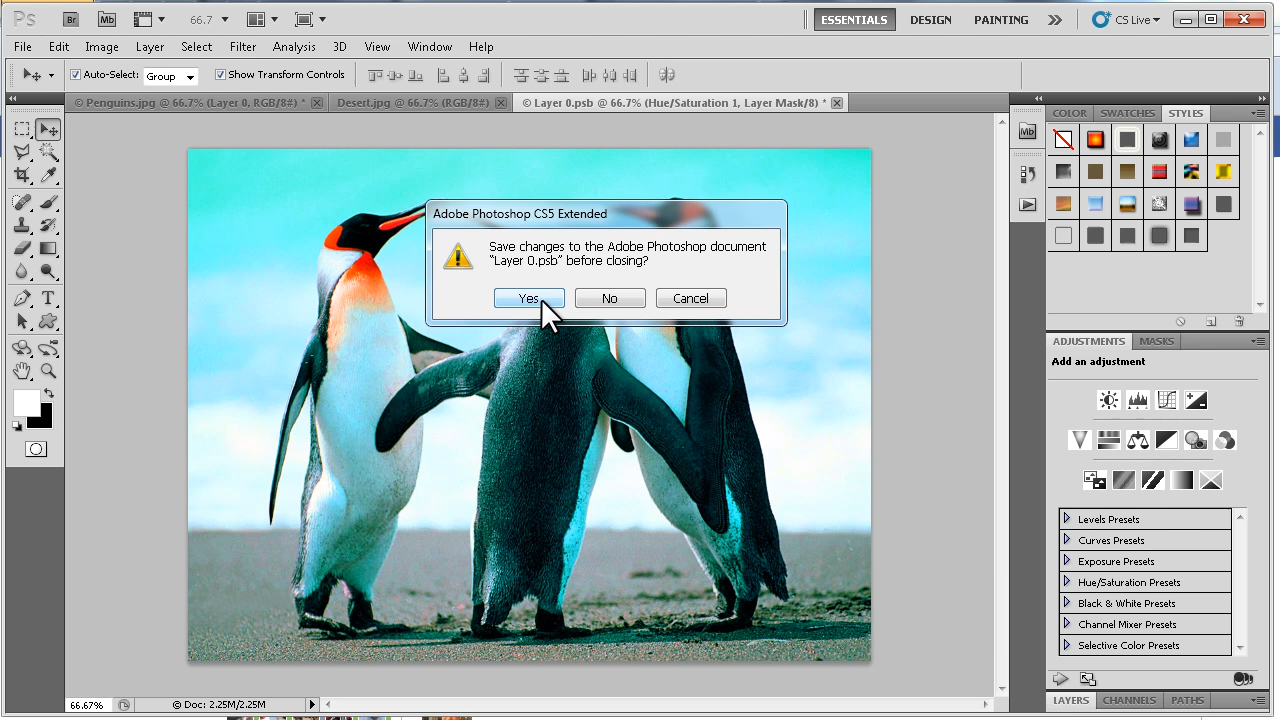 Ps Br Mb 66.7 ESSENTIALS DESIGN PAINTING CS Live
File Edit Image Layer Select Filter Analysis 3D View Window Help
Auto-Select: Group Show Transform Controls
© Penguins.jpg @ 66.7% (Layer 0, RGB/8#) * Desert.jpg @ 66.7% (RGB/8#) © Layer 0.psb @ 66.7% (Hue/Saturation 1, Layer Mask/8) *
COLOR SWATCHES STYLES
Mb
Adobe Photoshop CS5 Extended
Save changes to the Adobe Photoshop document
“Layer 0.psb” before closing?
Yes No Cancel
ADJUSTMENTS MASKS
Add an adjustment
Levels Presets
Curves Presets
Exposure Presets
Hue/Saturation Presets
Black & White Presets
Channel Mixer Presets
Selective Color Presets
LAYERS CHANNELS PATHS
66.67% © Doc: 2.25M/2.25M